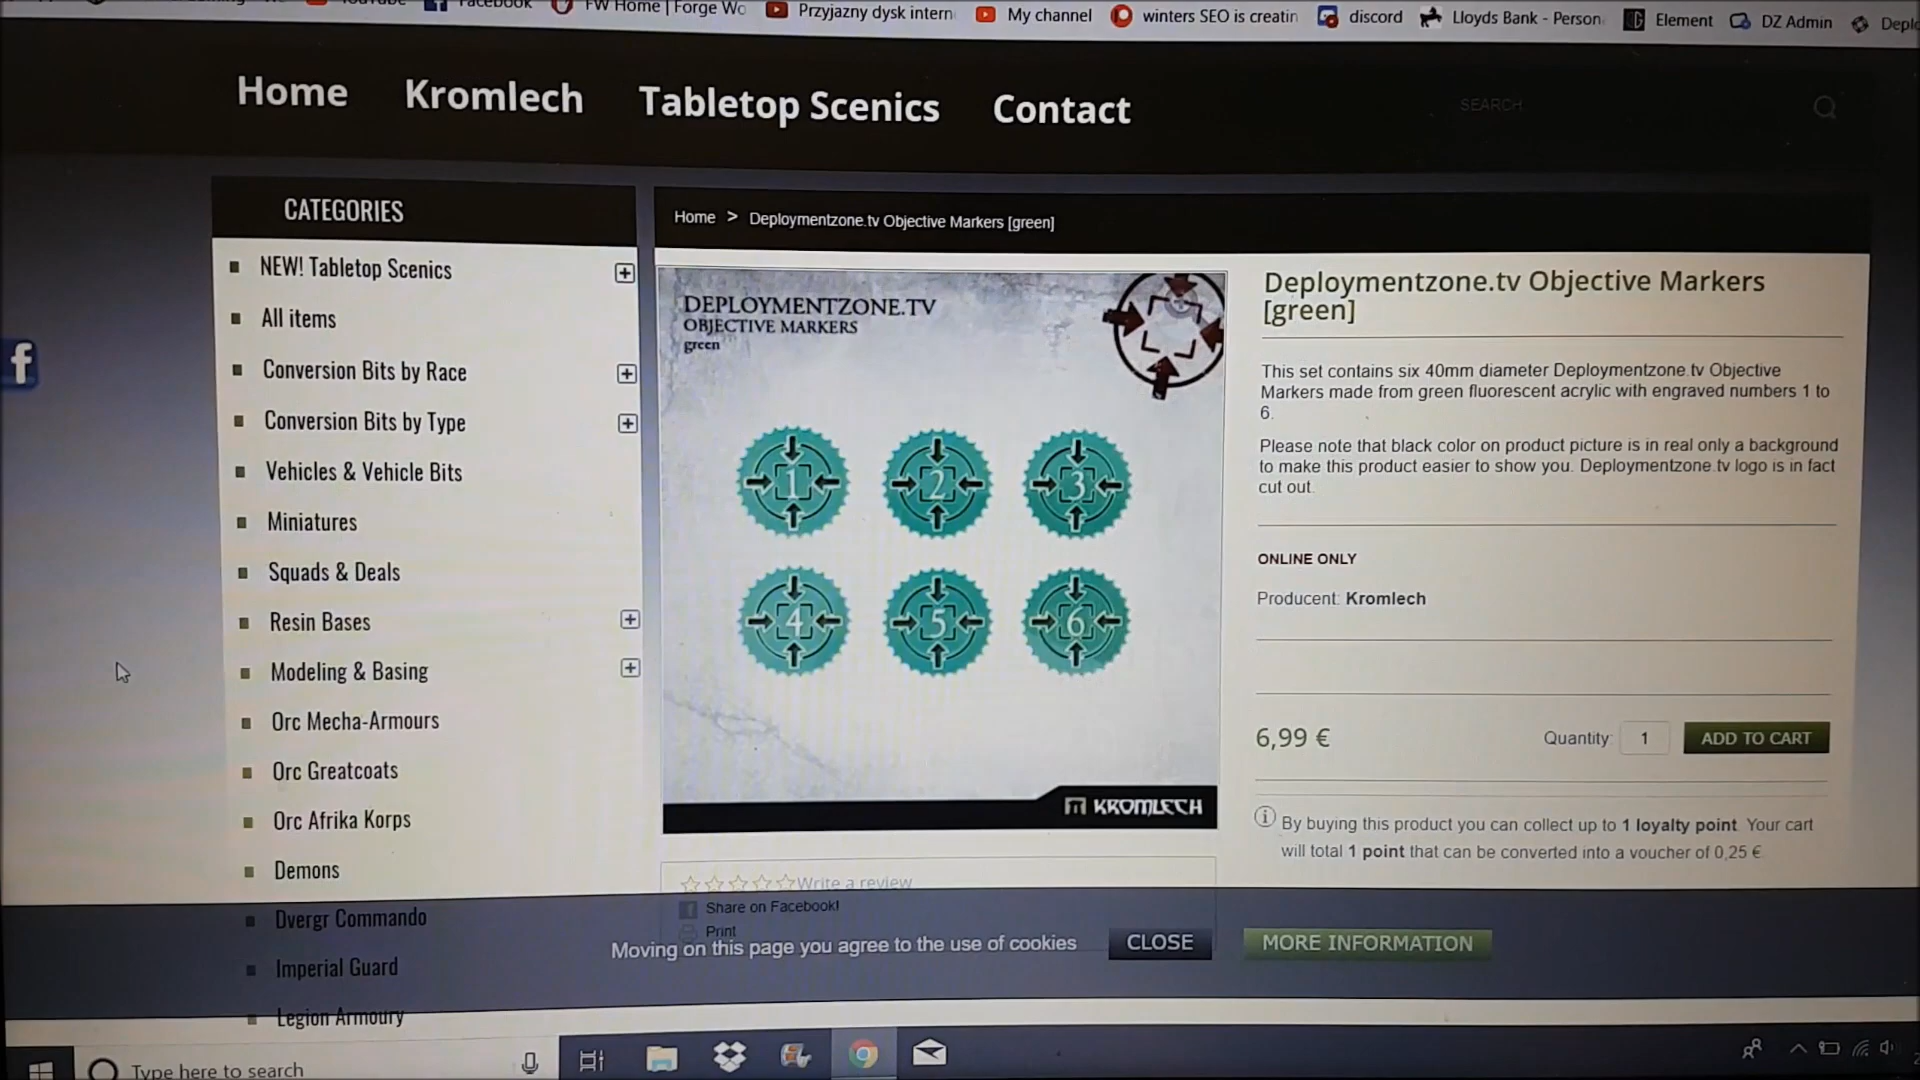 YouTube
Facebook
FW Home | Forge Wo
Przyjazny dysk intern
My channel
winters SEO is creatin
discord
Lloyds Bank - Person
Element
DZ Admin
Deplo
Home
Kromlech
Tabletop Scenics
Contact
SEARCH
CATEGORIES
NEW! Tabletop Scenics
All items
Conversion Bits by Race
Conversion Bits by Type
Vehicles & Vehicle Bits
Miniatures
Squads & Deals
Resin Bases
Modeling & Basing
Orc Mecha-Armours
Orc Greatcoats
Orc Afrika Korps
Demons
Dvergr Commando
Imperial Guard
Legion Armoury
Home > Deploymentzone.tv Objective Markers [green]
DEPLOYMENTZONE.TV
OBJECTIVE MARKERS
green
1 2 3
4 5 6
KROMLECH
Write a review
Share on Facebook!
Print
Deploymentzone.tv Objective Markers
[green]
This set contains six 40mm diameter Deploymentzone.tv Objective
Markers made from green fluorescent acrylic with engraved numbers 1 to
6.
Please note that black color on product picture is in real only a background
to make this product easier to show you. Deploymentzone.tv logo is in fact
cut out.
ONLINE ONLY
Producent: Kromlech
6,99 €
Quantity: 1
ADD TO CART
By buying this product you can collect up to 1 loyalty point. Your cart
will total 1 point that can be converted into a voucher of 0,25 €
Moving on this page you agree to the use of cookies
CLOSE
MORE INFORMATION
Type here to search